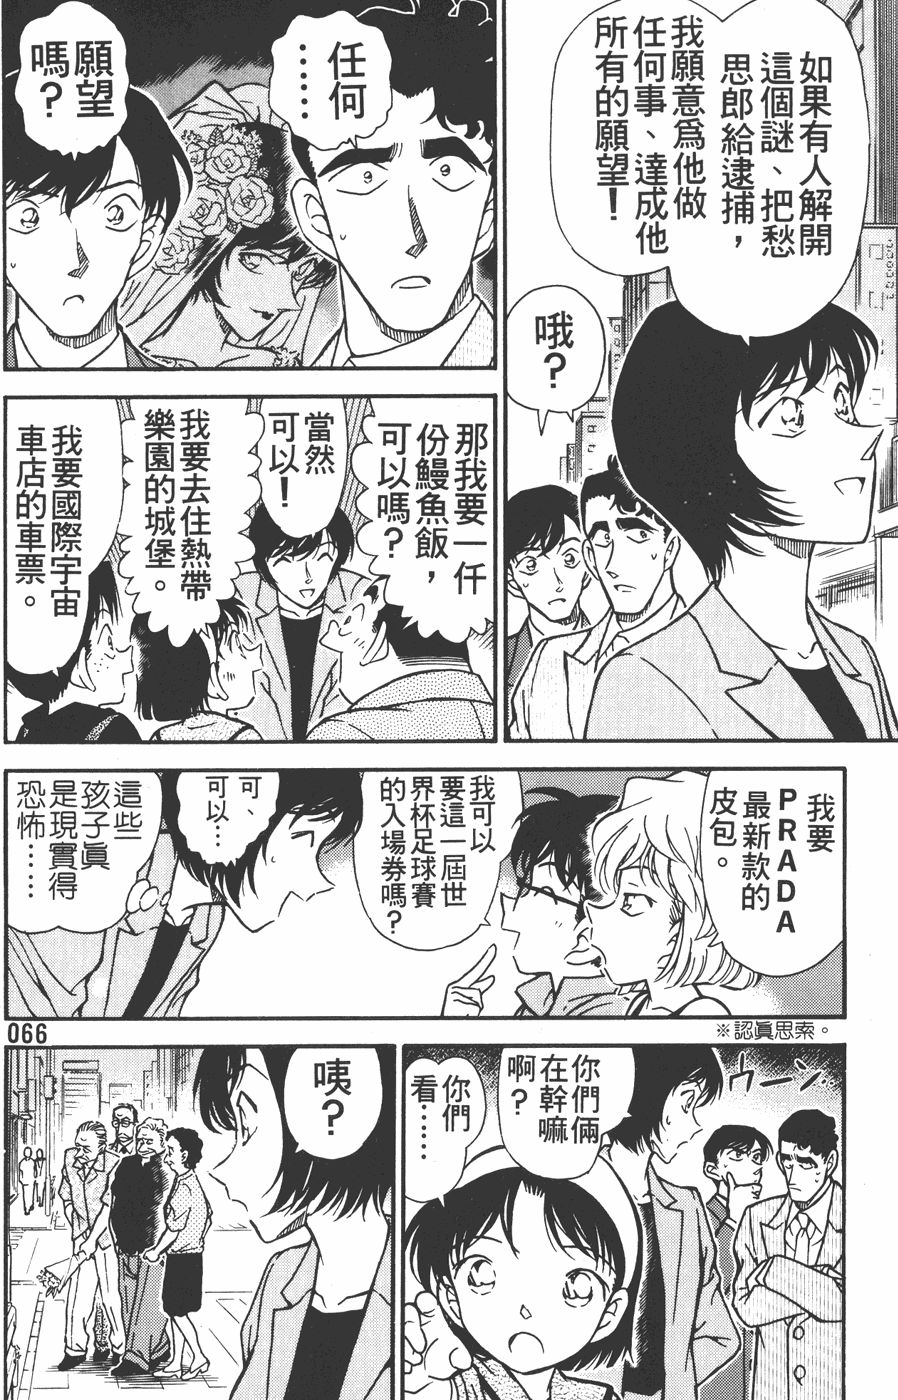 如果有人解開
這個謎、把愁
思郎給逮捕，
我願意爲他做
任何事、達成他
所有的願望！
哦？
任何
……
願望
嗎？
那我要一仟
份鰻魚飯，
可以嗎？
當然
可以！
我要去住熱帶
樂園的城堡。
我要國際宇宙
車店的車票。
我要
PRADA
最新款的
皮包。
我可以
要這一屆世
界杯足球賽
的入場券嗎？
可、
可以…
這些
孩子眞
是現實得
恐怖……
※認眞思索。
066
ウーン
你們倆
在幹嘛
啊？
你們
看……
咦？